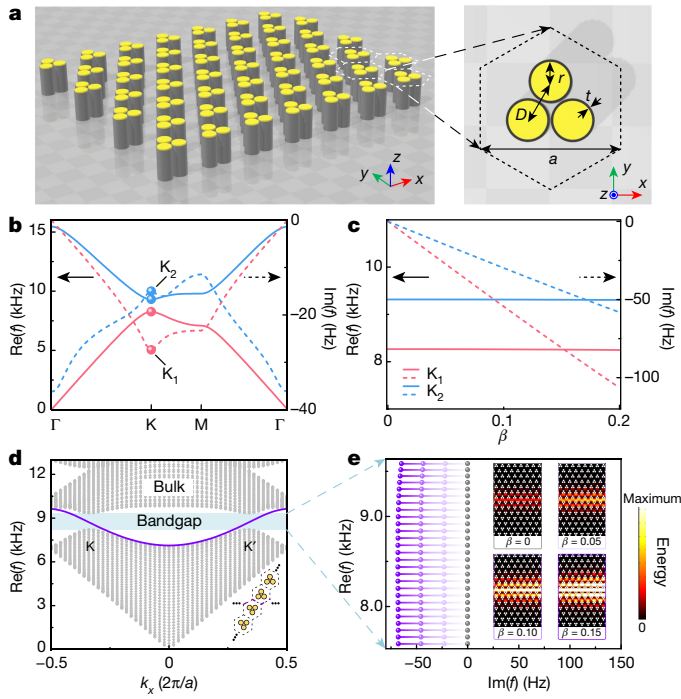 a
z
y
x
r
t
D
a
y
z
x
b
15
10
5
0
Re(f) (kHz)
K₂
K₁
0
−20
−40
Im(f) (Hz)
Γ
K
M
Γ
c
10
8
Re(f) (kHz)
0
−50
−100
Im(f) (Hz)
K₁
K₂
0
0.1
0.2
β
d
12
9
6
3
0
Re(f) (kHz)
Bulk
Bandgap
K
K′
−0.5
0
0.5
kₓ (2π/a)
e
9.0
8.0
Re(f) (kHz)
−50
0
50
100
150
Im(f) (Hz)
β = 0
β = 0.05
β = 0.10
β = 0.15
Maximum
Energy
0